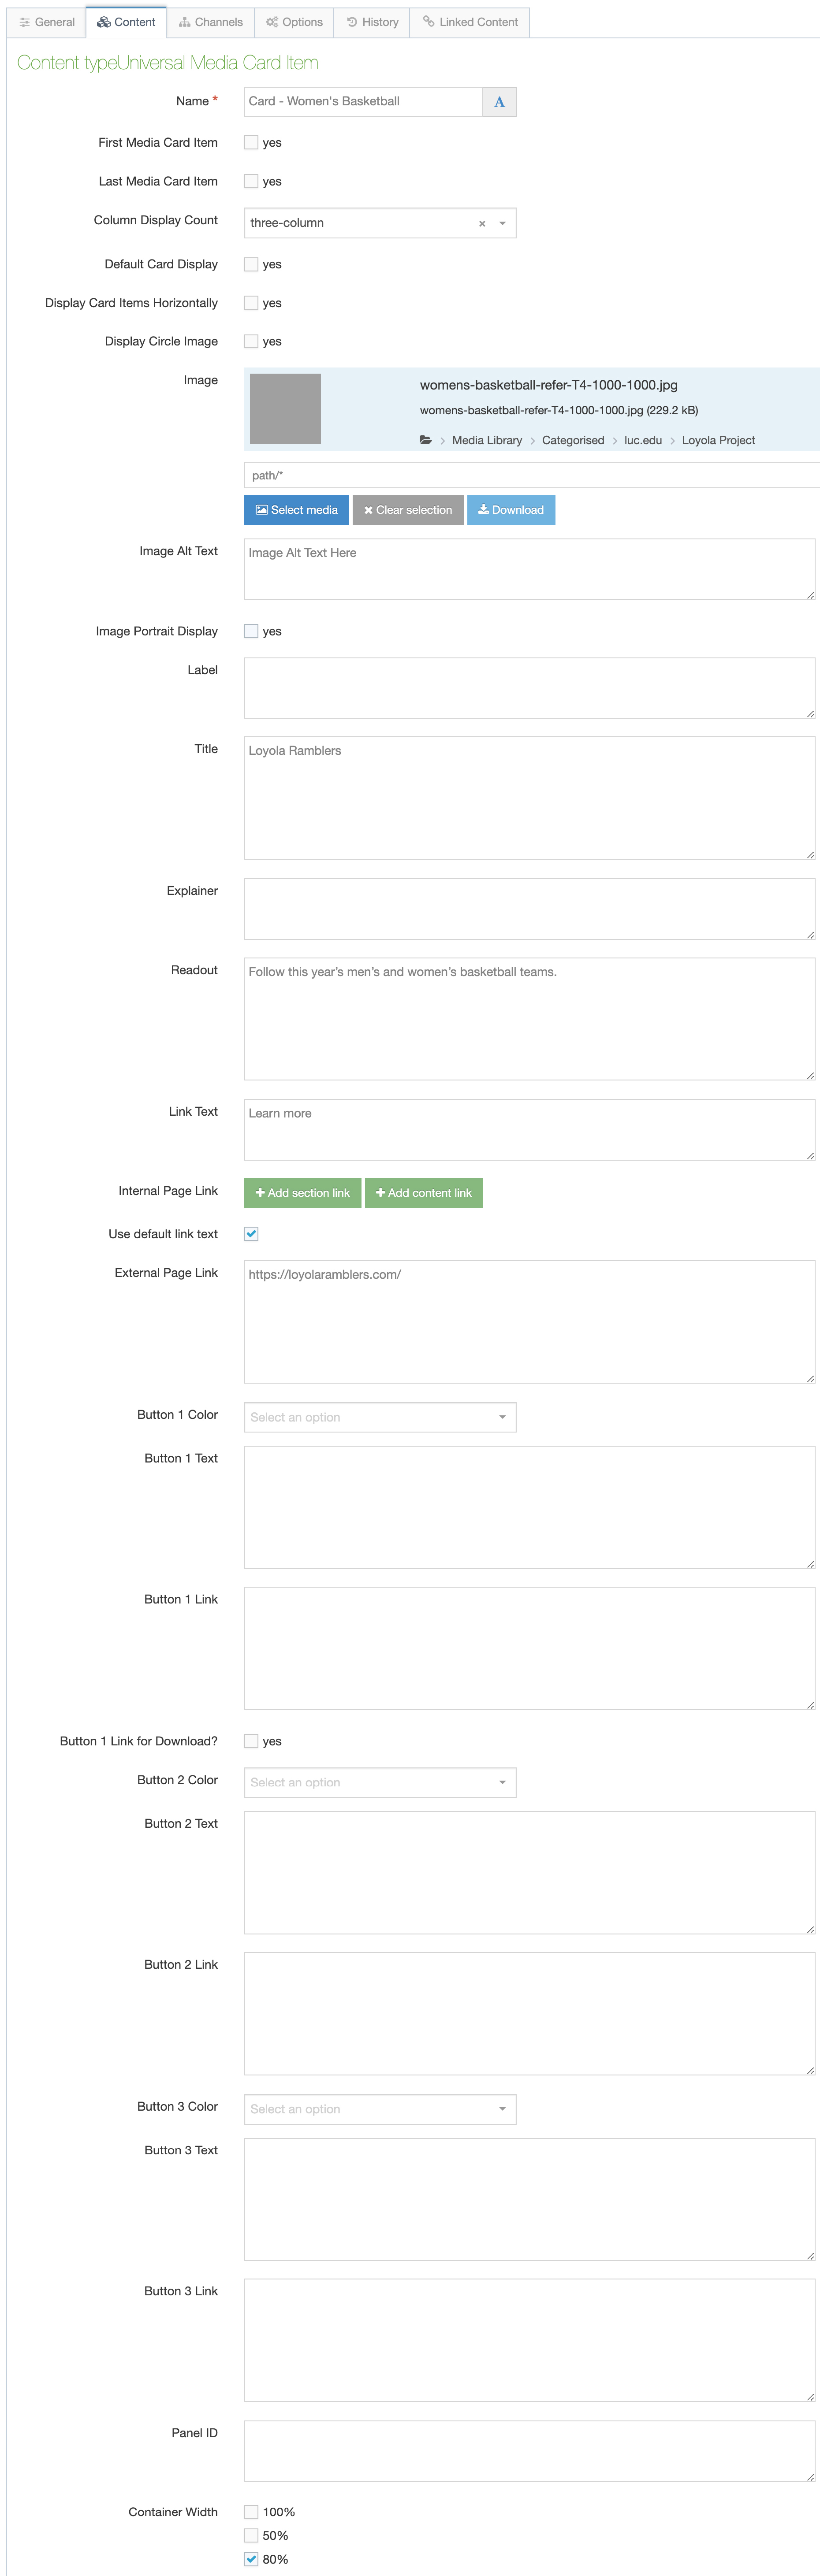 General Content Channels Options History Linked Content
Content typeUniversal Media Card Item
Name * Card - Women's Basketball A
First Media Card Item yes
Last Media Card Item yes
Column Display Count three-column ×
Default Card Display yes
Display Card Items Horizontally yes
Display Circle Image yes
Image womens-basketball-refer-T4-1000-1000.jpg
womens-basketball-refer-T4-1000-1000.jpg (229.2 kB)
> Media Library > Categorised > luc.edu > Loyola Project
path/*
Select media × Clear selection Download
Image Alt Text Image Alt Text Here
Image Portrait Display yes
Label
Title Loyola Ramblers
Explainer
Readout Follow this year’s men’s and women’s basketball teams.
Link Text Learn more
Internal Page Link + Add section link + Add content link
Use default link text
External Page Link https://loyolaramblers.com/
Button 1 Color Select an option
Button 1 Text
Button 1 Link
Button 1 Link for Download? yes
Button 2 Color Select an option
Button 2 Text
Button 2 Link
Button 3 Color Select an option
Button 3 Text
Button 3 Link
Panel ID
Container Width 100%
50%
80%